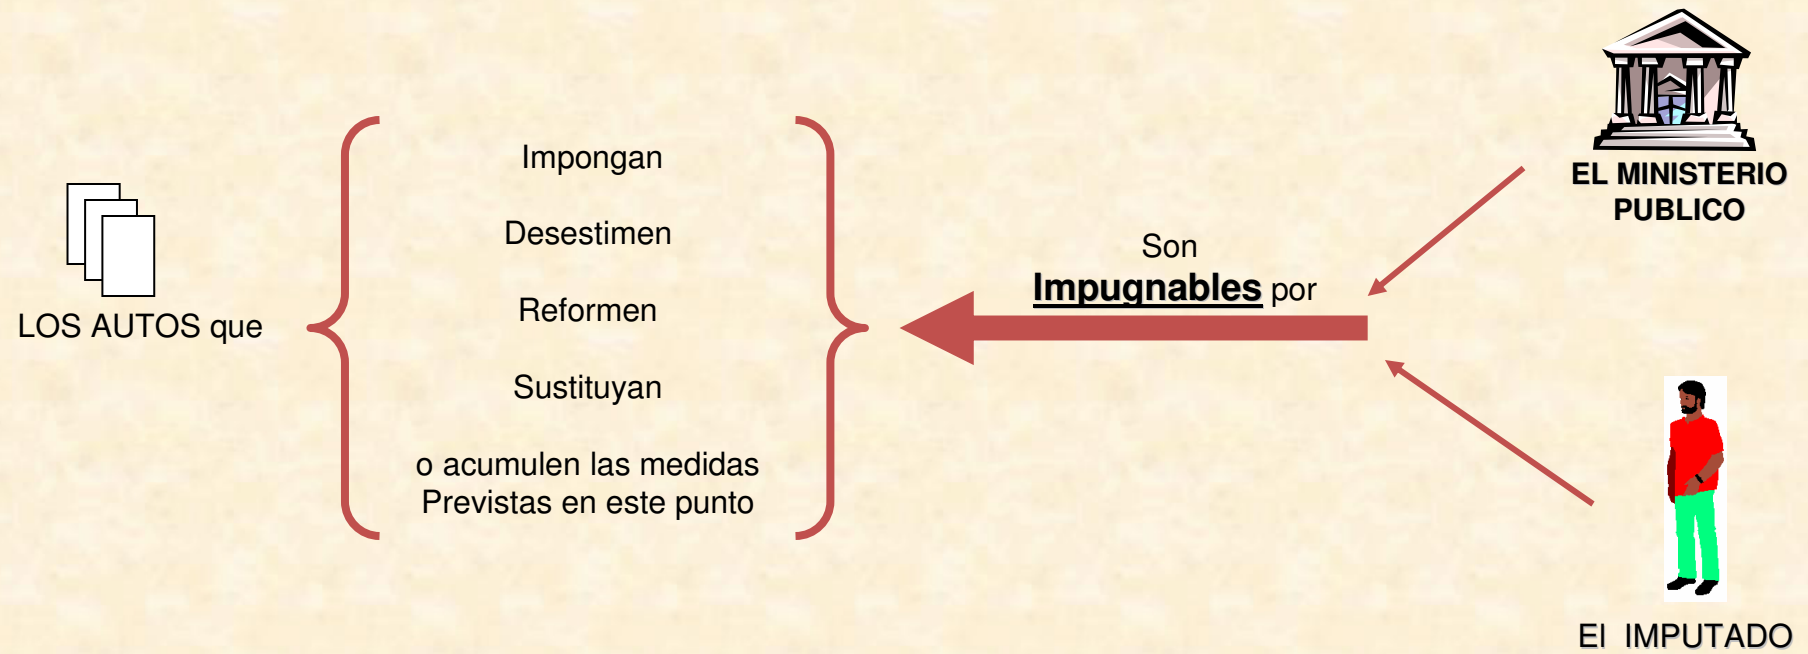 LOS AUTOS que
Impongan
Desestimen
Reformen
Sustituyan
o acumulen las medidas
Previstas en este punto
Son
Impugnables por
EL MINISTERIO
PUBLICO
El IMPUTADO